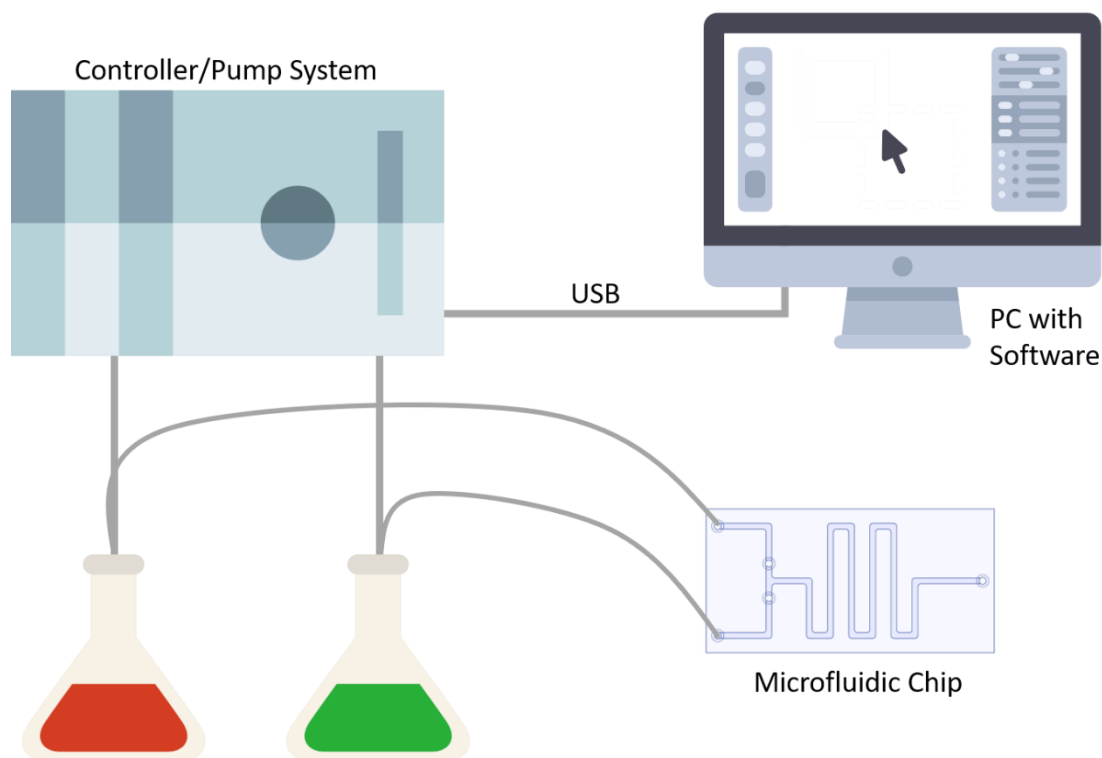 Controller/Pump System
USB
PC with
Software
Microfluidic Chip